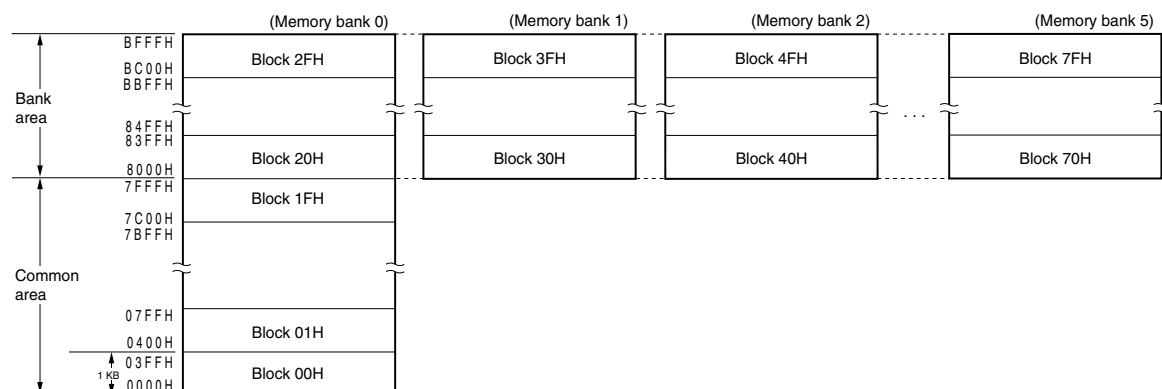 (Memory bank 0) (Memory bank 1) (Memory bank 2) (Memory bank 5)
BFFFH
Block 2FH Block 3FH Block 4FH Block 7FH
BC00H
BBFFH
Bank
area
. . .
84FFH
83FFH
Block 20H Block 30H Block 40H Block 70H
8000H
7FFFH
Block 1FH
7C00H
7BFFH
Common
area
07FFH
Block 01H
0400H
03FFH
1 KB
Block 00H
0000H